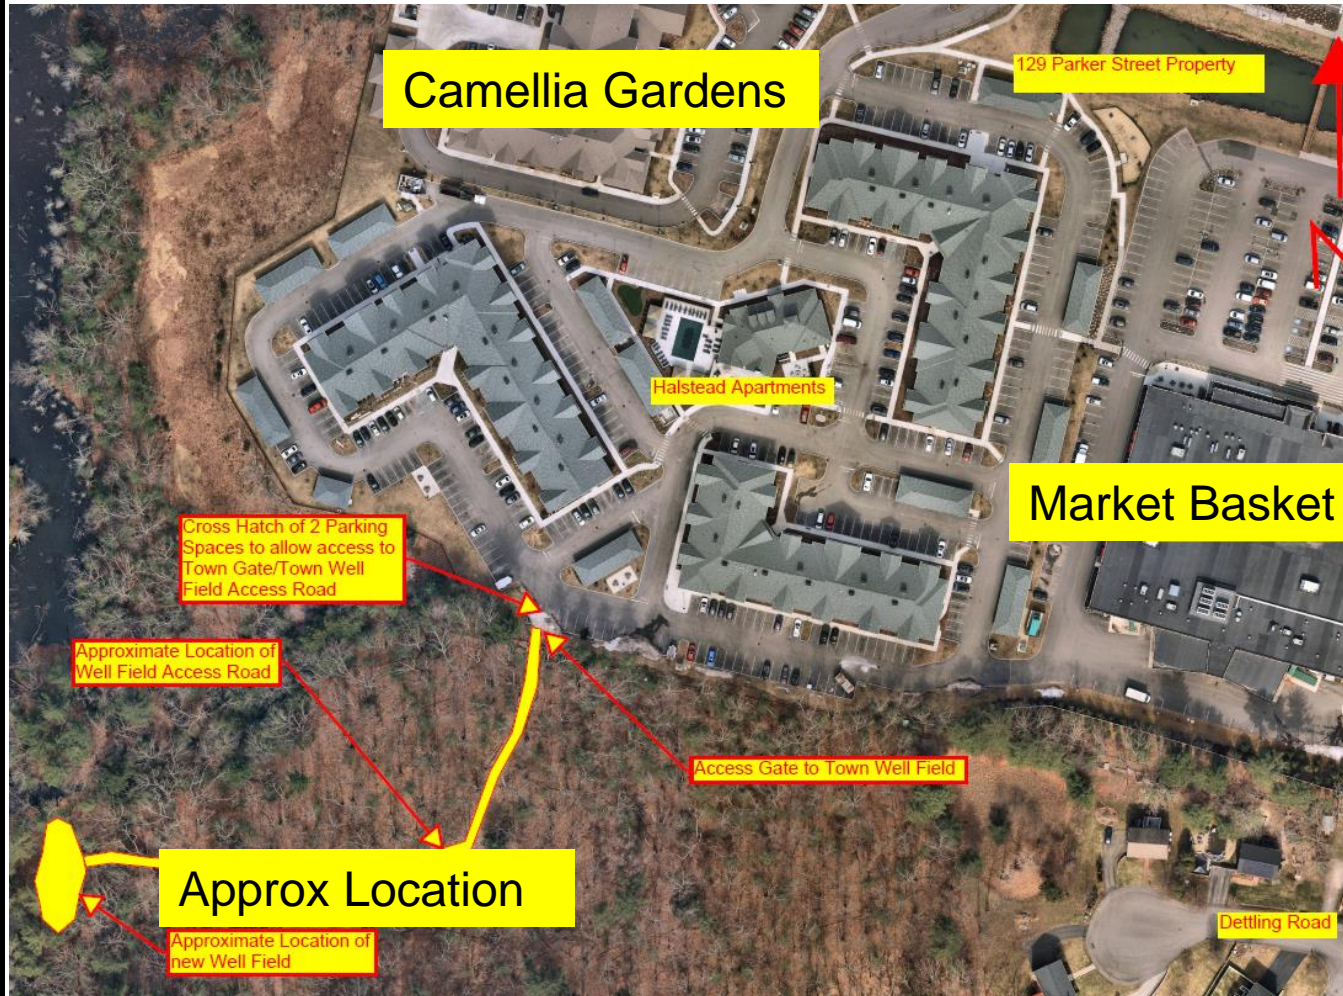 Camellia Gardens
129 Parker Street Property
Halstead Apartments
Market Basket
Cross Hatch of 2 Parking
Spaces to allow access to
Town Gate/Town Well
Field Access Road
Approximate Location of
Well Field Access Road
Access Gate to Town Well Field
Approx Location
Approximate Location of
new Well Field
Dettling Road